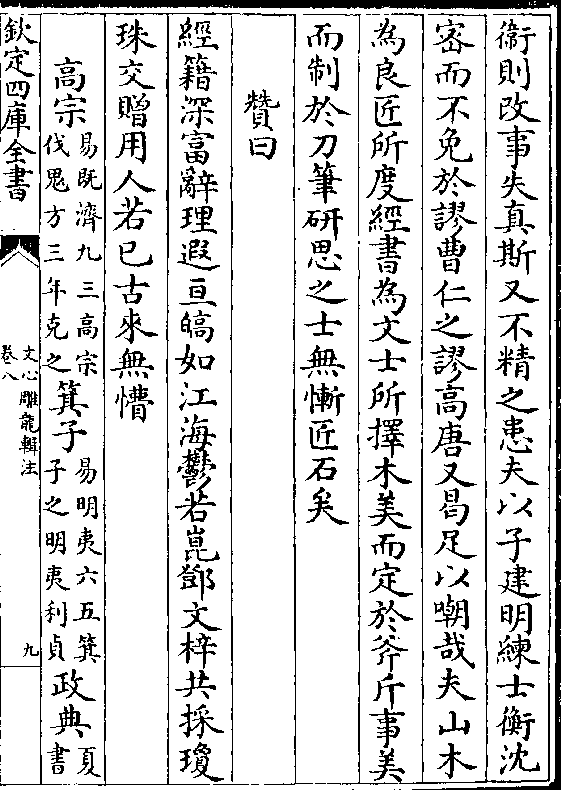 衞則改事失真斯又不精之患夫以子建明練士衡沈
密而不免於謬曹仁之謬髙唐又曷足以嘲哉夫山木
為良匠所度經書為文士所擇木美而定於斧斤事美
而制於刀筆研思之士無慚匠石矣
贊曰
經籍深富辭理遐亘皜如江海鬱若崑鄧文梓共採瓊
珠交贈用人若已古來無懵
髙宗易既濟九三髙宗伐鬼方三年克之箕子易明夷六五箕子之明夷利貞政典夏書
欽定四庫全書
文心雕龍輯注
卷八
九